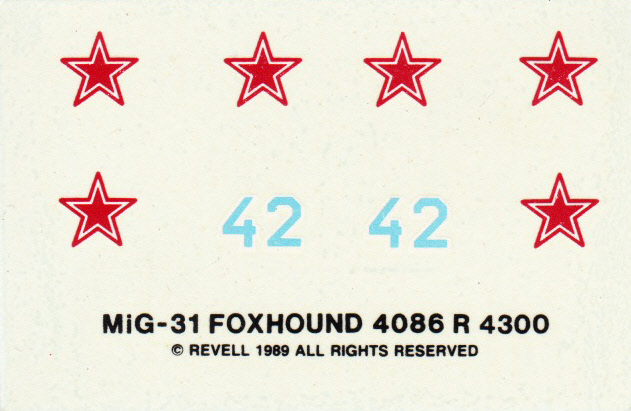 42 42
MiG-31 FOXHOUND 4086 R 4300
© REVELL 1989 ALL RIGHTS RESERVED